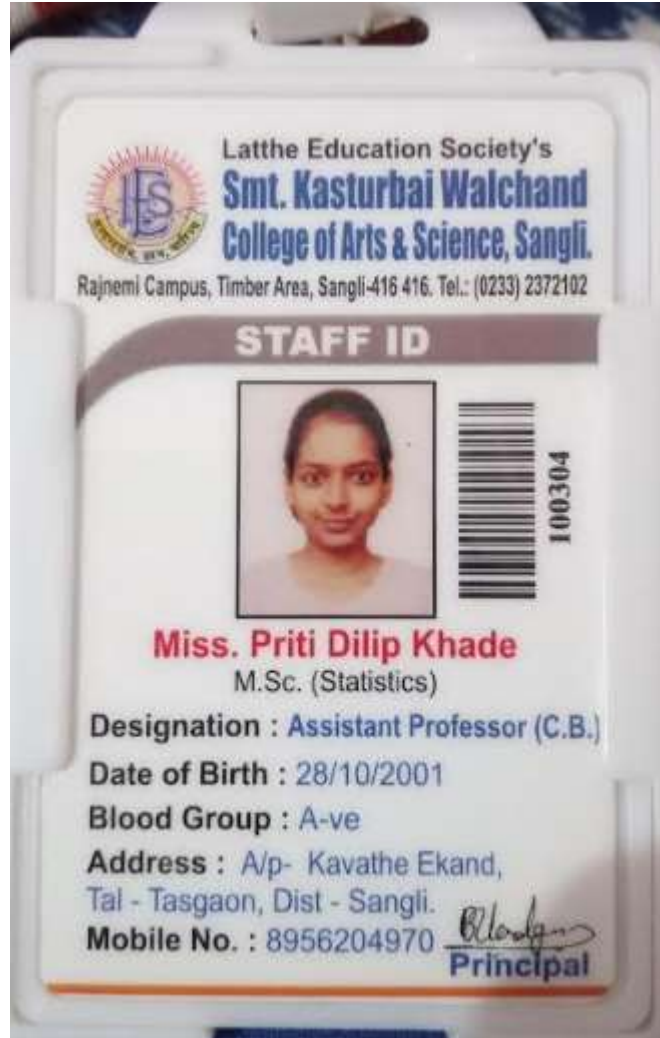 Latthe Education Society's
Smt. Kasturbai Walchand
College of Arts & Science, Sangli.
Rajnemi Campus, Timber Area, Sangli-416 416. Tel.: (0233) 2372102
STAFF ID
100304
Miss. Priti Dilip Khade
M.Sc. (Statistics)
Designation : Assistant Professor (C.B.)
Date of Birth : 28/10/2001
Blood Group : A-ve
Address : A/p- Kavathe Ekand,
Tal - Tasgaon, Dist - Sangli.
Mobile No. : 8956204970
Principal